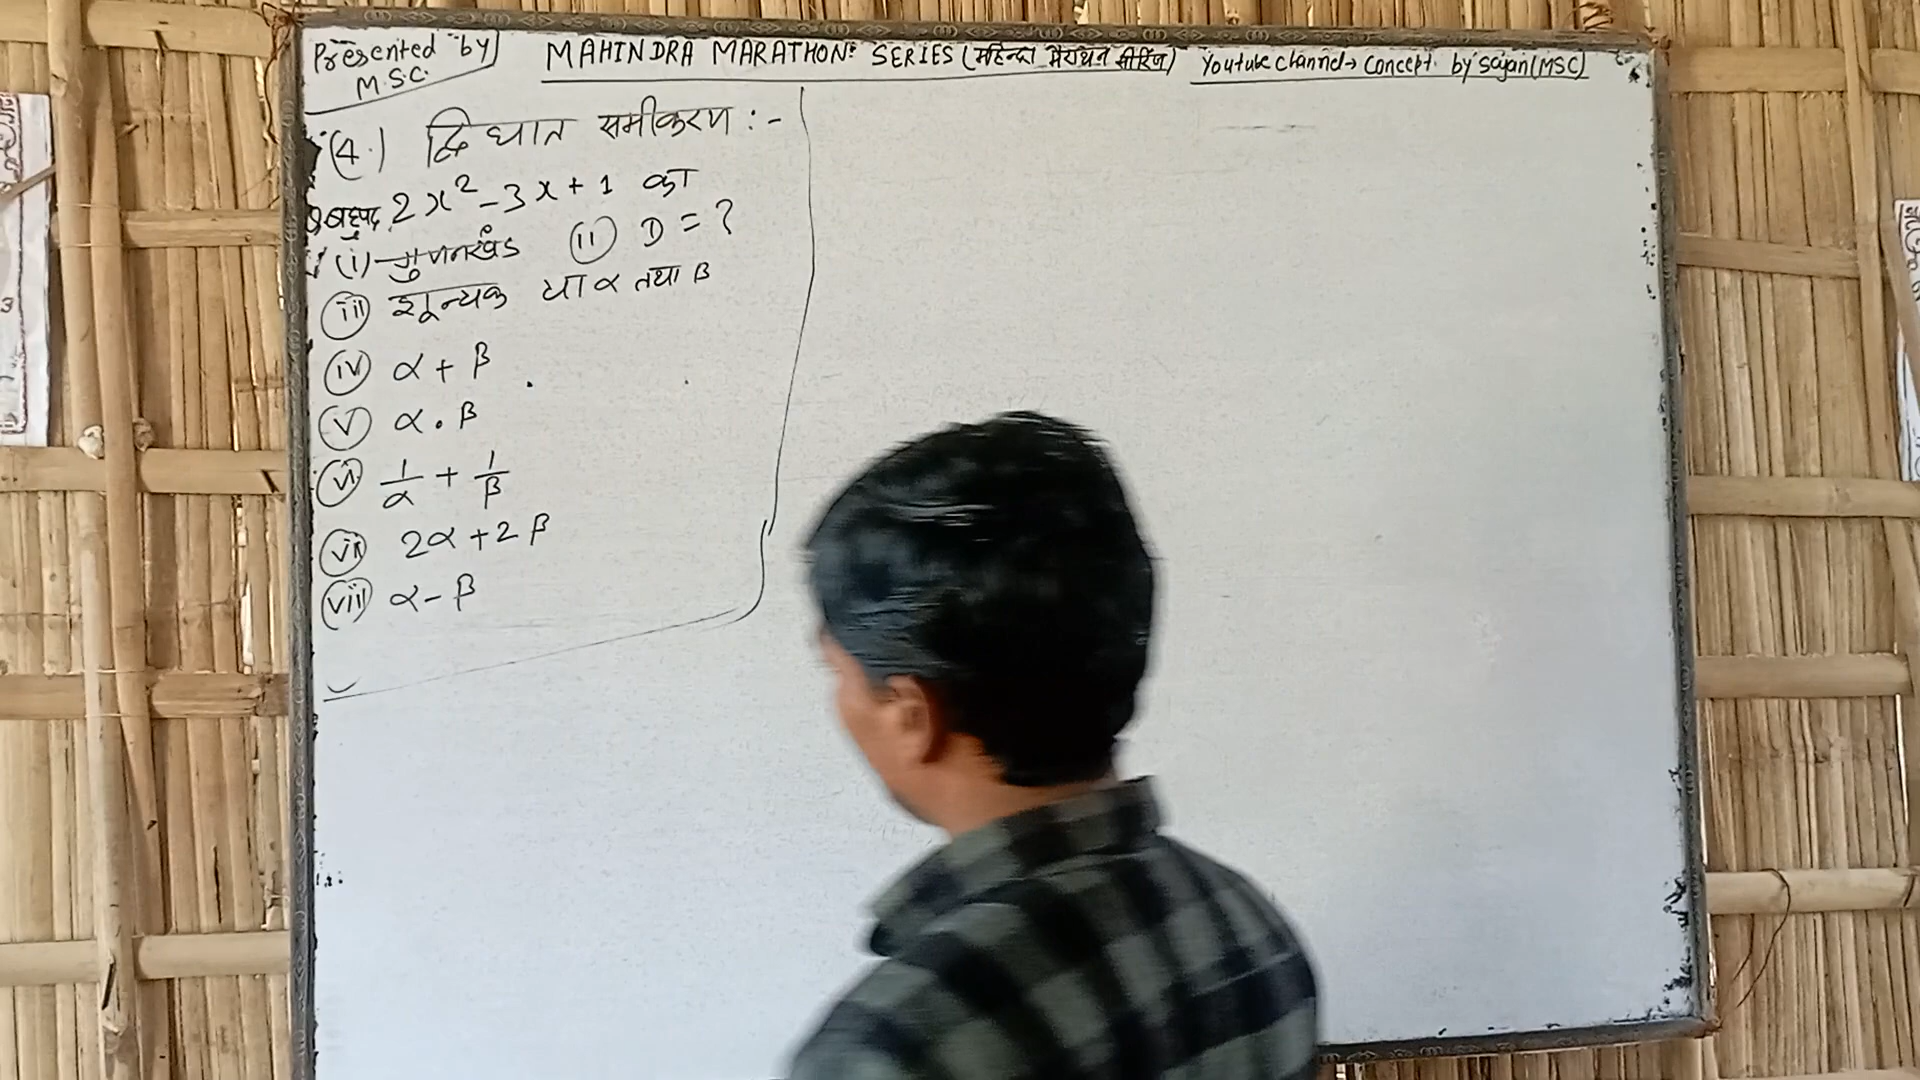 Presented by
M.S.C.
MAHINDRA MARATHON: SERIES (महिन्द्रा मैराथन सीरिज)
Youtube channel → Concept by Sajan (MSC)
(4.) द्विघात समीकरण :-
बहुपद 2x² - 3x + 1 का
(i) गुणनखंड (ii) D = ?
(iii) शून्यक या α तथा β
(iv) α + β
(v) α . β
(vi) 1/α + 1/β
(vii) 2α + 2β
(viii) α - β